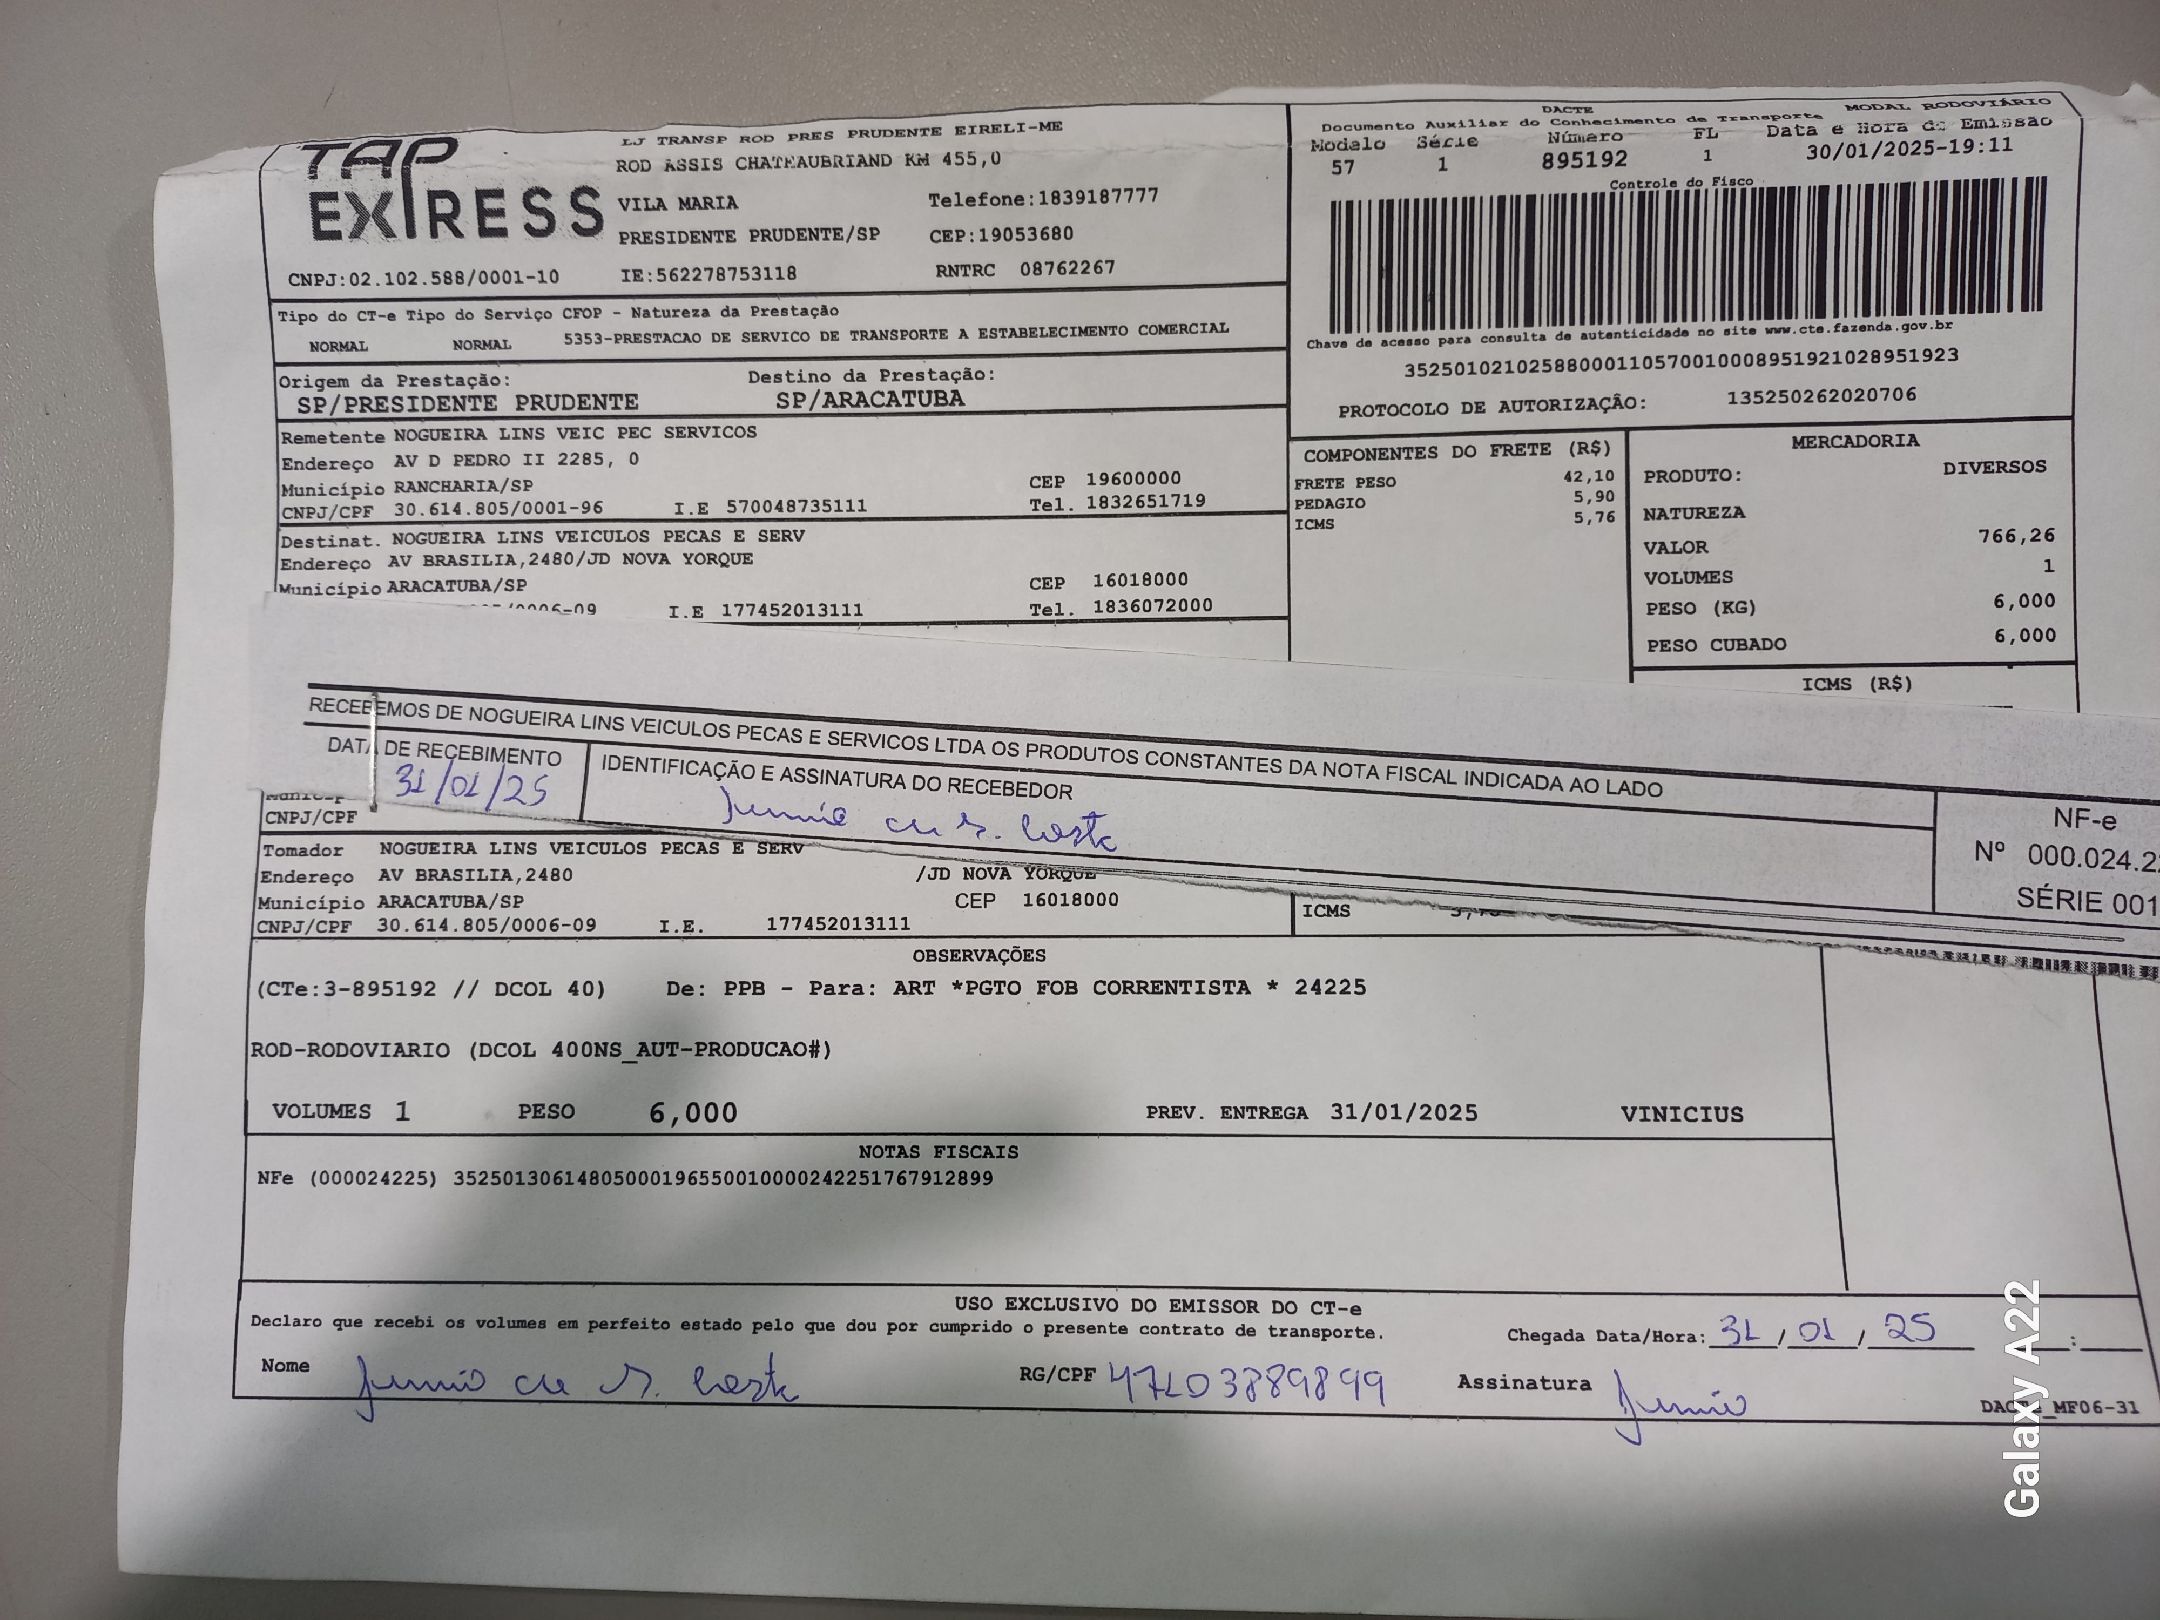 TAP EXPRESS
LJ TRANSP ROD PRES PRUDENTE EIRELI-ME
ROD ASSIS CHATEAUBRIAND KM 455,0
VILA MARIA Telefone:1839187777
PRESIDENTE PRUDENTE/SP CEP:19053680
CNPJ:02.102.588/0001-10 IE:562278753118 RNTRC 08762267
DACTE MODAL RODOVIÁRIO
Documento Auxiliar do Conhecimento de Transporte
Modalo Série Número FL Data e Hora de Emissão
57 1 895192 1 30/01/2025-19:11
Controle do Fisco
Chave de acesso para consulta de autenticidade no site www.cte.fazenda.gov.br
35250102102588000110570010008951921028951923
PROTOCOLO DE AUTORIZAÇÃO: 135250262020706
Tipo do CT-e Tipo do Serviço CFOP - Natureza da Prestação
NORMAL NORMAL 5353-PRESTACAO DE SERVICO DE TRANSPORTE A ESTABELECIMENTO COMERCIAL
Origem da Prestação: Destino da Prestação:
SP/PRESIDENTE PRUDENTE SP/ARACATUBA
Remetente NOGUEIRA LINS VEIC PEC SERVICOS
Endereço AV D PEDRO II 2285, 0
Município RANCHARIA/SP CEP 19600000
CNPJ/CPF 30.614.805/0001-96 I.E 570048735111 Tel. 1832651719
Destinat. NOGUEIRA LINS VEICULOS PECAS E SERV
Endereço AV BRASILIA,2480/JD NOVA YORQUE
Município ARACATUBA/SP CEP 16018000
/0006-09 I.E 177452013111 Tel. 1836072000
COMPONENTES DO FRETE (R$)
FRETE PESO 42,10
PEDAGIO 5,90
ICMS 5,76
MERCADORIA
PRODUTO: DIVERSOS
NATUREZA
VALOR 766,26
VOLUMES 1
PESO (KG) 6,000
PESO CUBADO 6,000
ICMS (R$)
RECEBEMOS DE NOGUEIRA LINS VEICULOS PECAS E SERVICOS LTDA OS PRODUTOS CONSTANTES DA NOTA FISCAL INDICADA AO LADO
DATA DE RECEBIMENTO IDENTIFICAÇÃO E ASSINATURA DO RECEBEDOR
31/01/25
NF-e
Nº 000.024.2
SÉRIE 001
CNPJ/CPF
Tomador NOGUEIRA LINS VEICULOS PECAS E SERV
Endereço AV BRASILIA,2480 /JD NOVA YORQUE
Município ARACATUBA/SP CEP 16018000
CNPJ/CPF 30.614.805/0006-09 I.E. 177452013111
ICMS
OBSERVAÇÕES
(CTe:3-895192 // DCOL 40) De: PPB - Para: ART *PGTO FOB CORRENTISTA * 24225
ROD-RODOVIARIO (DCOL 400NS_AUT-PRODUCAO#)
VOLUMES 1 PESO 6,000 PREV. ENTREGA 31/01/2025 VINICIUS
NOTAS FISCAIS
NFe (000024225) 35250130614805000196550010000242251767912899
USO EXCLUSIVO DO EMISSOR DO CT-e
Declaro que recebi os volumes em perfeito estado pelo que dou por cumprido o presente contrato de transporte.
Chegada Data/Hora: 31/01/25 :
Nome RG/CPF 47103889899 Assinatura
DACTE_MF06-31
Galaxy A22